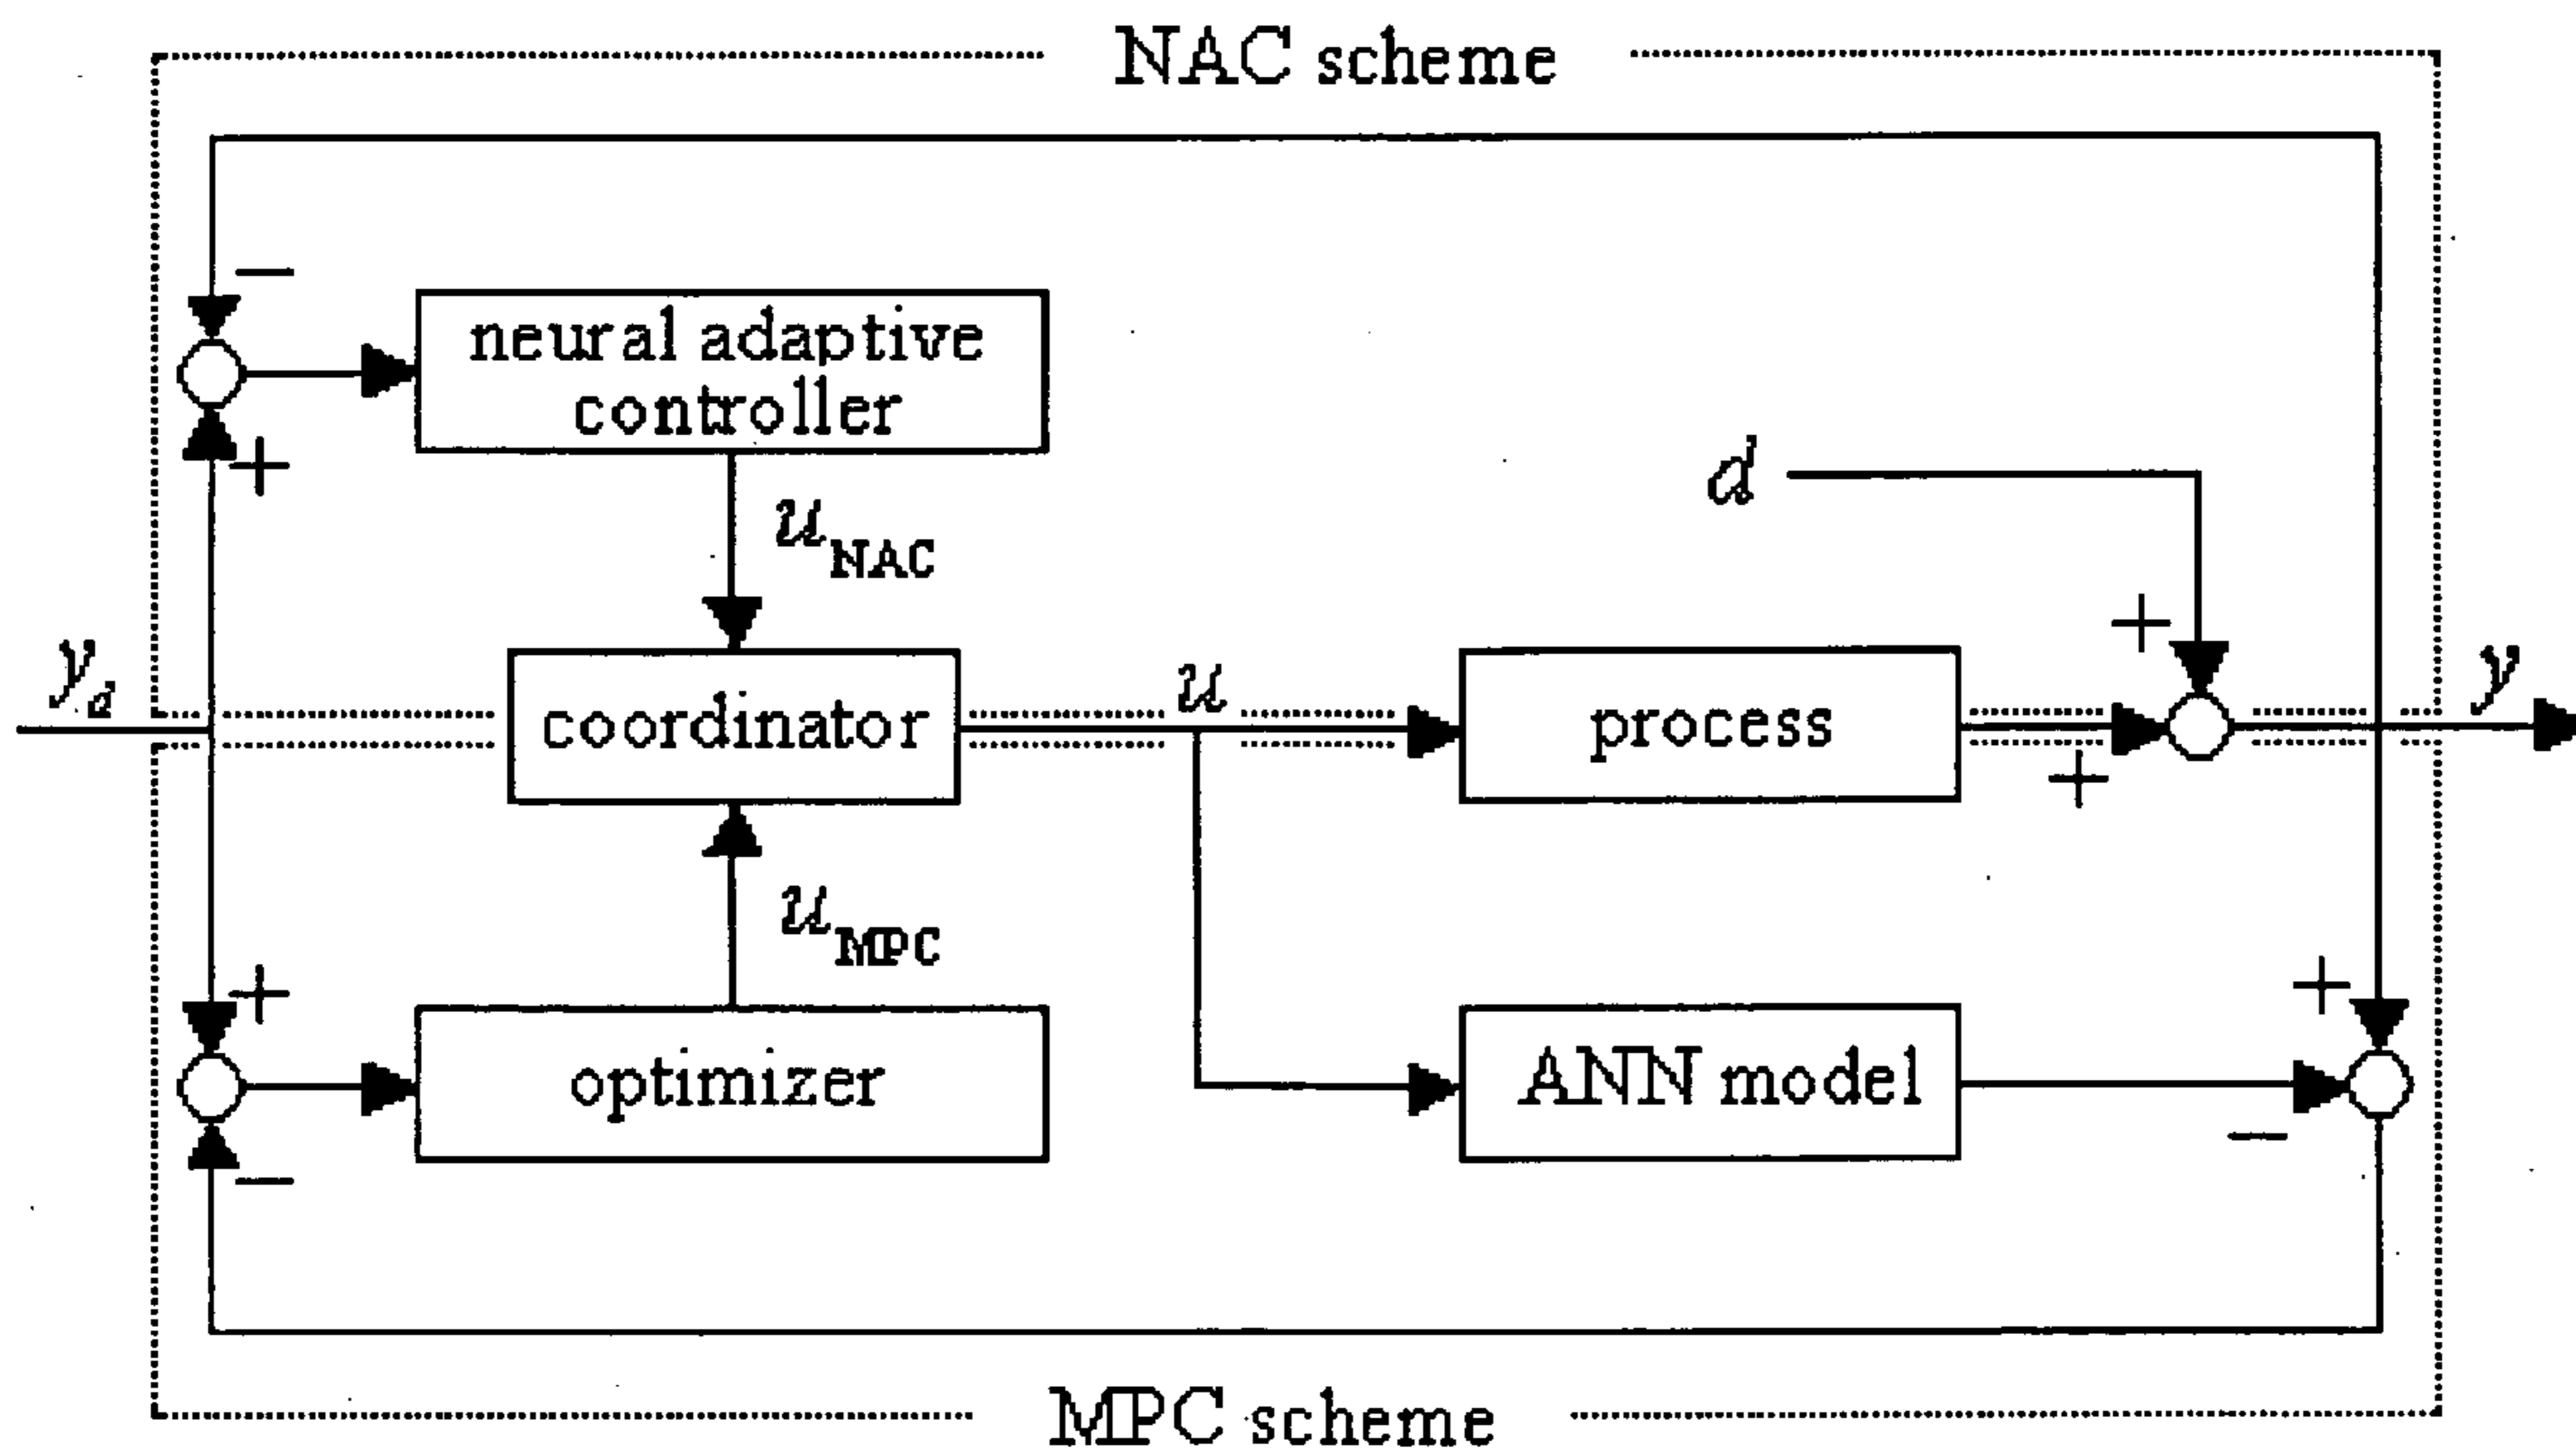 NAC scheme
−
neural adaptive
controller
+
u_NAC
d
+
y_d
coordinator
u
process
y
+
u_MPC
+
+
optimizer
ANN model
−
−
MPC scheme